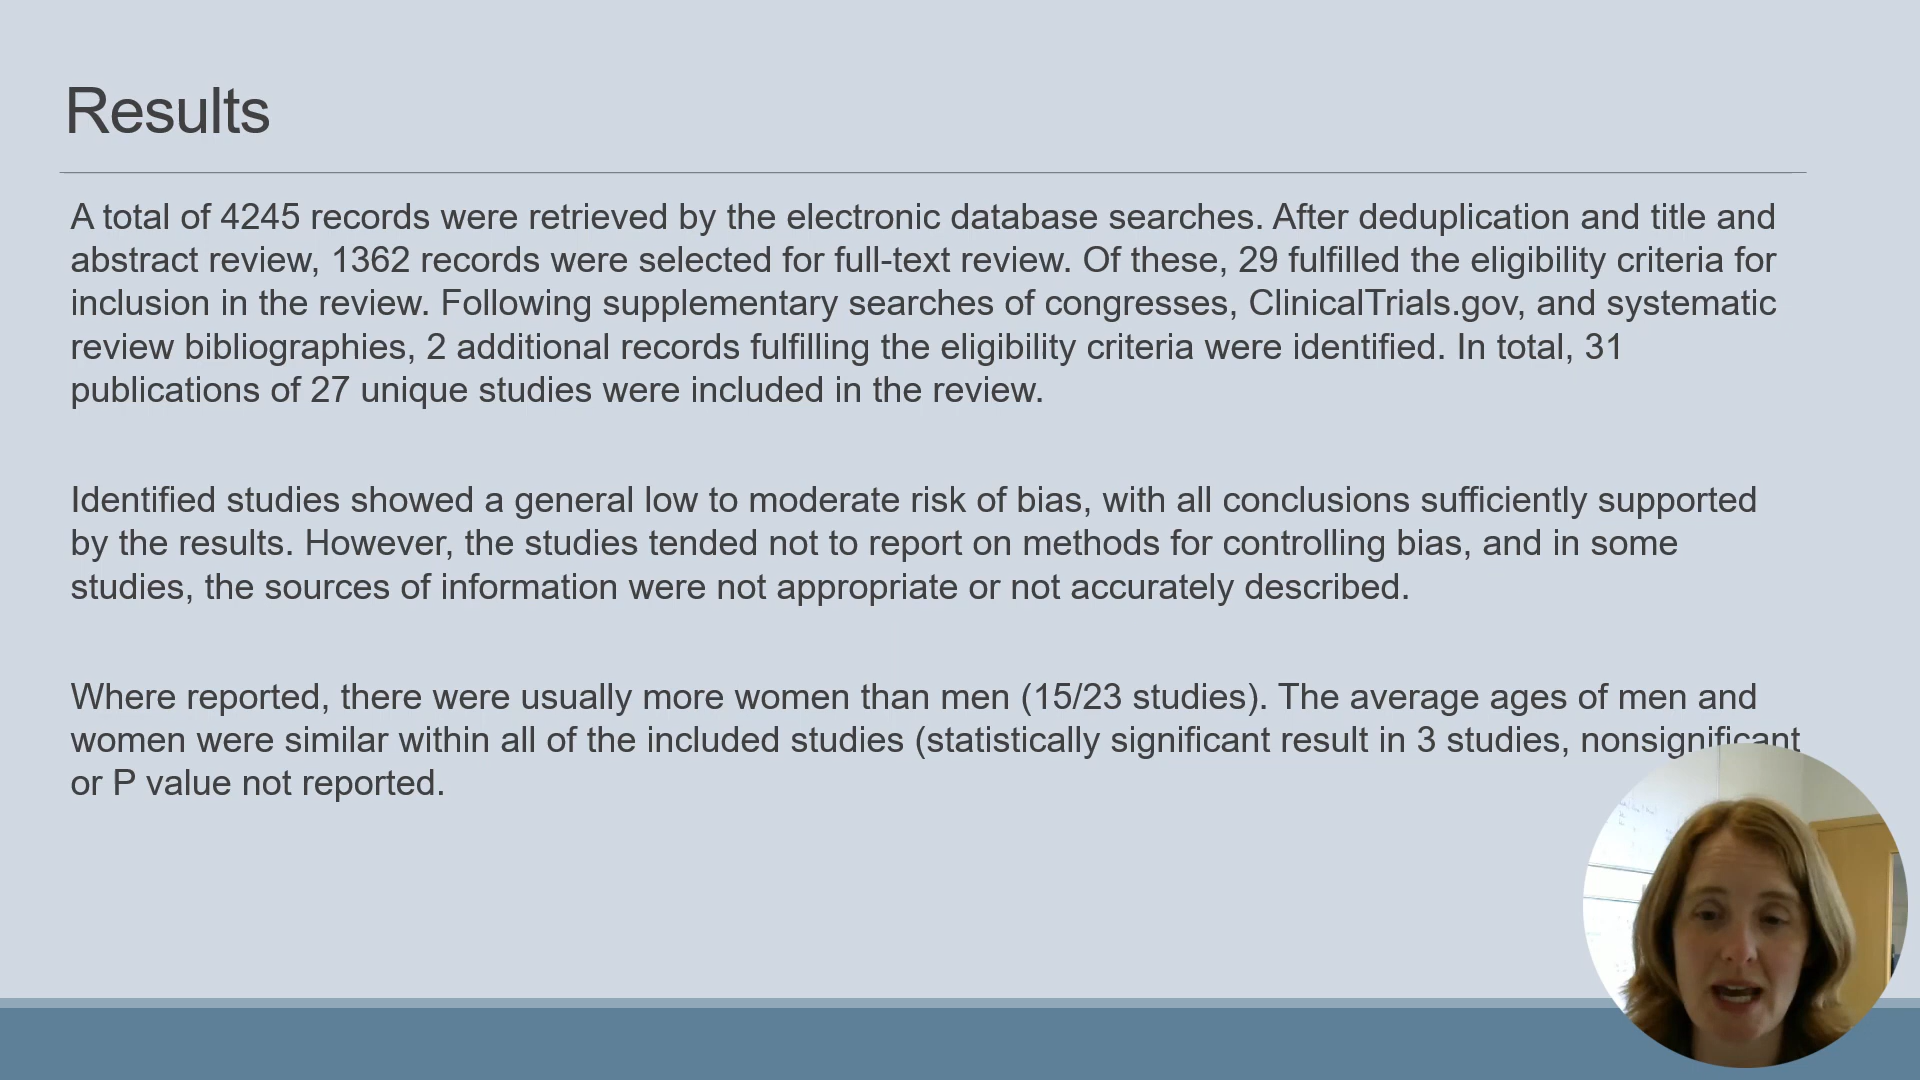 Results
A total of 4245 records were retrieved by the electronic database searches. After deduplication and title and
abstract review, 1362 records were selected for full-text review. Of these, 29 fulfilled the eligibility criteria for
inclusion in the review. Following supplementary searches of congresses, ClinicalTrials.gov, and systematic
review bibliographies, 2 additional records fulfilling the eligibility criteria were identified. In total, 31
publications of 27 unique studies were included in the review.
Identified studies showed a general low to moderate risk of bias, with all conclusions sufficiently supported
by the results. However, the studies tended not to report on methods for controlling bias, and in some
studies, the sources of information were not appropriate or not accurately described.
Where reported, there were usually more women than men (15/23 studies). The average ages of men and
women were similar within all of the included studies (statistically significant result in 3 studies, nonsignificant
or P value not reported.